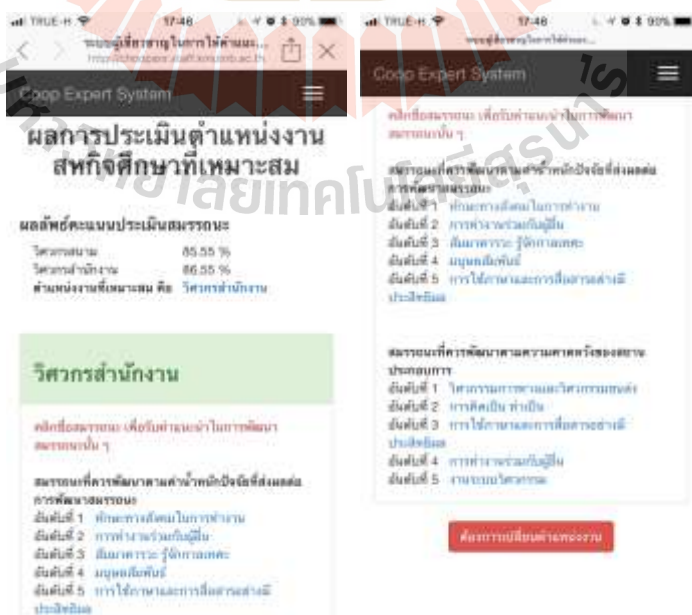 TRUE-H 17:46 90%
ระบบผู้เชี่ยวชาญในการให้คำแนะ...
Coop Expert System
ผลการประเมินตำแหน่งงาน
สหกิจศึกษาที่เหมาะสม
ผลลัพธ์คะแนนประเมินสมรรถนะ
วิศวกรสนาม 85.55 %
วิศวกรสำนักงาน 86.55 %
ตำแหน่งงานที่เหมาะสม คือ วิศวกรสำนักงาน
วิศวกรสำนักงาน
คลิกชื่อสมรรถนะ เพื่อรับคำแนะนำในการพัฒนา
สมรรถนะนั้น ๆ
สมรรถนะที่ควรพัฒนาตามค่าน้ำหนักปัจจัยที่ส่งผลต่อ
การพัฒนาสมรรถนะ
อันดับที่ 1 ทักษะทางสังคมในการทำงาน
อันดับที่ 2 การทำงานร่วมกับผู้อื่น
อันดับที่ 3 สัมมาคารวะ รู้จักกาลเทศะ
อันดับที่ 4 มนุษยสัมพันธ์
อันดับที่ 5 การใช้ภาษาและการสื่อสารอย่างมี
ประสิทธิผล
TRUE-H 17:46 90%
ระบบผู้เชี่ยวชาญในการให้คำแนะ...
Coop Expert System
คลิกชื่อสมรรถนะ เพื่อรับคำแนะนำในการพัฒนา
สมรรถนะนั้น ๆ
สมรรถนะที่ควรพัฒนาตามค่าน้ำหนักปัจจัยที่ส่งผลต่อ
การพัฒนาสมรรถนะ
อันดับที่ 1 ทักษะทางสังคมในการทำงาน
อันดับที่ 2 การทำงานร่วมกับผู้อื่น
อันดับที่ 3 สัมมาคารวะ รู้จักกาลเทศะ
อันดับที่ 4 มนุษยสัมพันธ์
อันดับที่ 5 การใช้ภาษาและการสื่อสารอย่างมี
ประสิทธิผล
สมรรถนะที่ควรพัฒนาตามความคาดหวังของสถาน
ประกอบการ
อันดับที่ 1 วิศวกรรมการทางและวิศวกรรมขนส่ง
อันดับที่ 2 การคิดเป็น ทำเป็น
อันดับที่ 3 การใช้ภาษาและการสื่อสารอย่างมี
ประสิทธิผล
อันดับที่ 4 การทำงานร่วมกับผู้อื่น
อันดับที่ 5 งานระบบวิศวกรรม
ต้องการเปลี่ยนตำแหน่งงาน